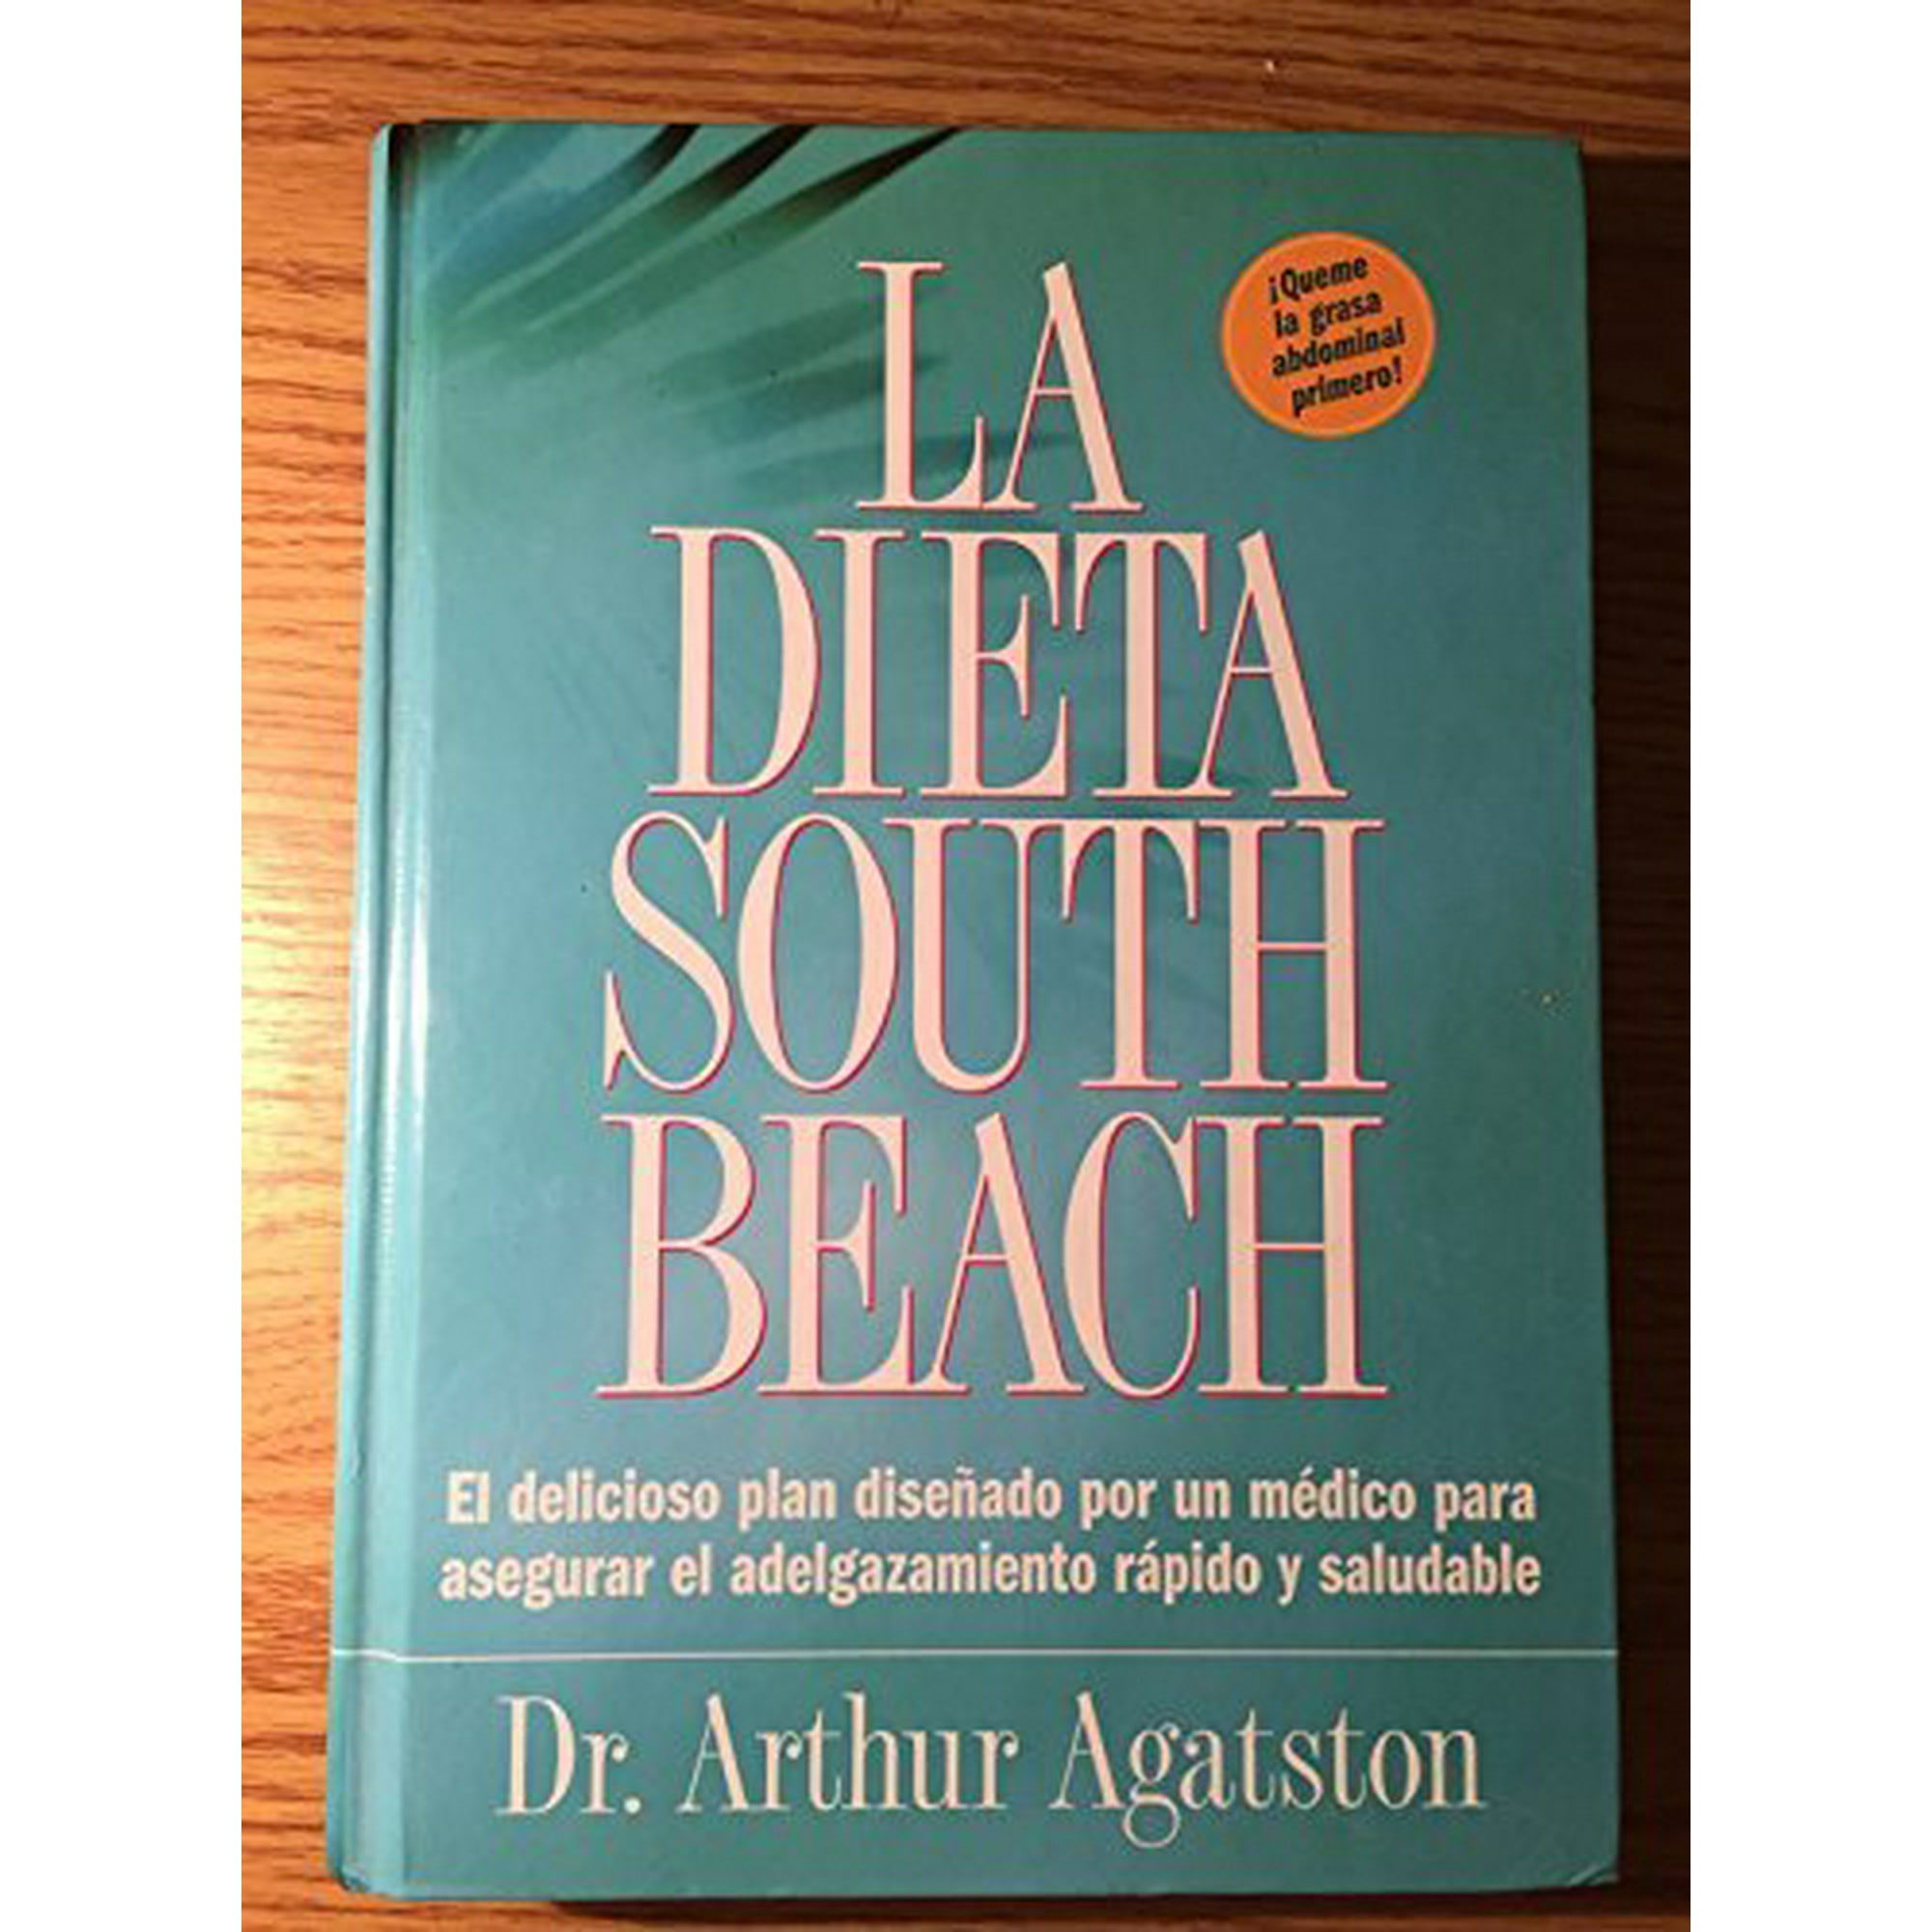 LA
¡Queme
la grasa
abdominal
primero!
DIETA
SOUTH
BEACH
El delicioso plan diseñado por un médico para
asegurar el adelgazamiento rápido y saludable
Dr. Arthur Agatston